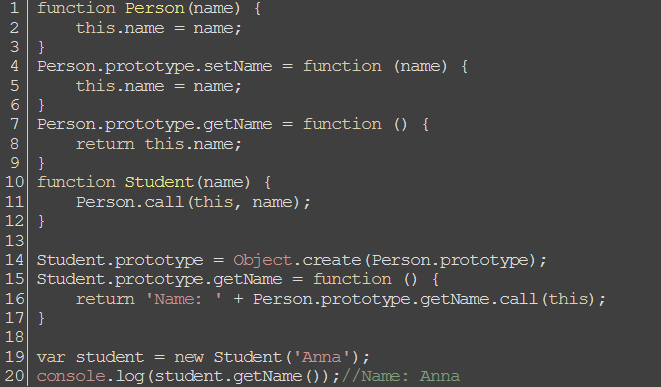 1 function Person(name) {
2     this.name = name;
3 }
4 Person.prototype.setName = function (name) {
5     this.name = name;
6 }
7 Person.prototype.getName = function () {
8     return this.name;
9 }
10 function Student(name) {
11     Person.call(this, name);
12 }
13
14 Student.prototype = Object.create(Person.prototype);
15 Student.prototype.getName = function () {
16     return 'Name: ' + Person.prototype.getName.call(this);
17 }
18
19 var student = new Student('Anna');
20 console.log(student.getName());//Name: Anna